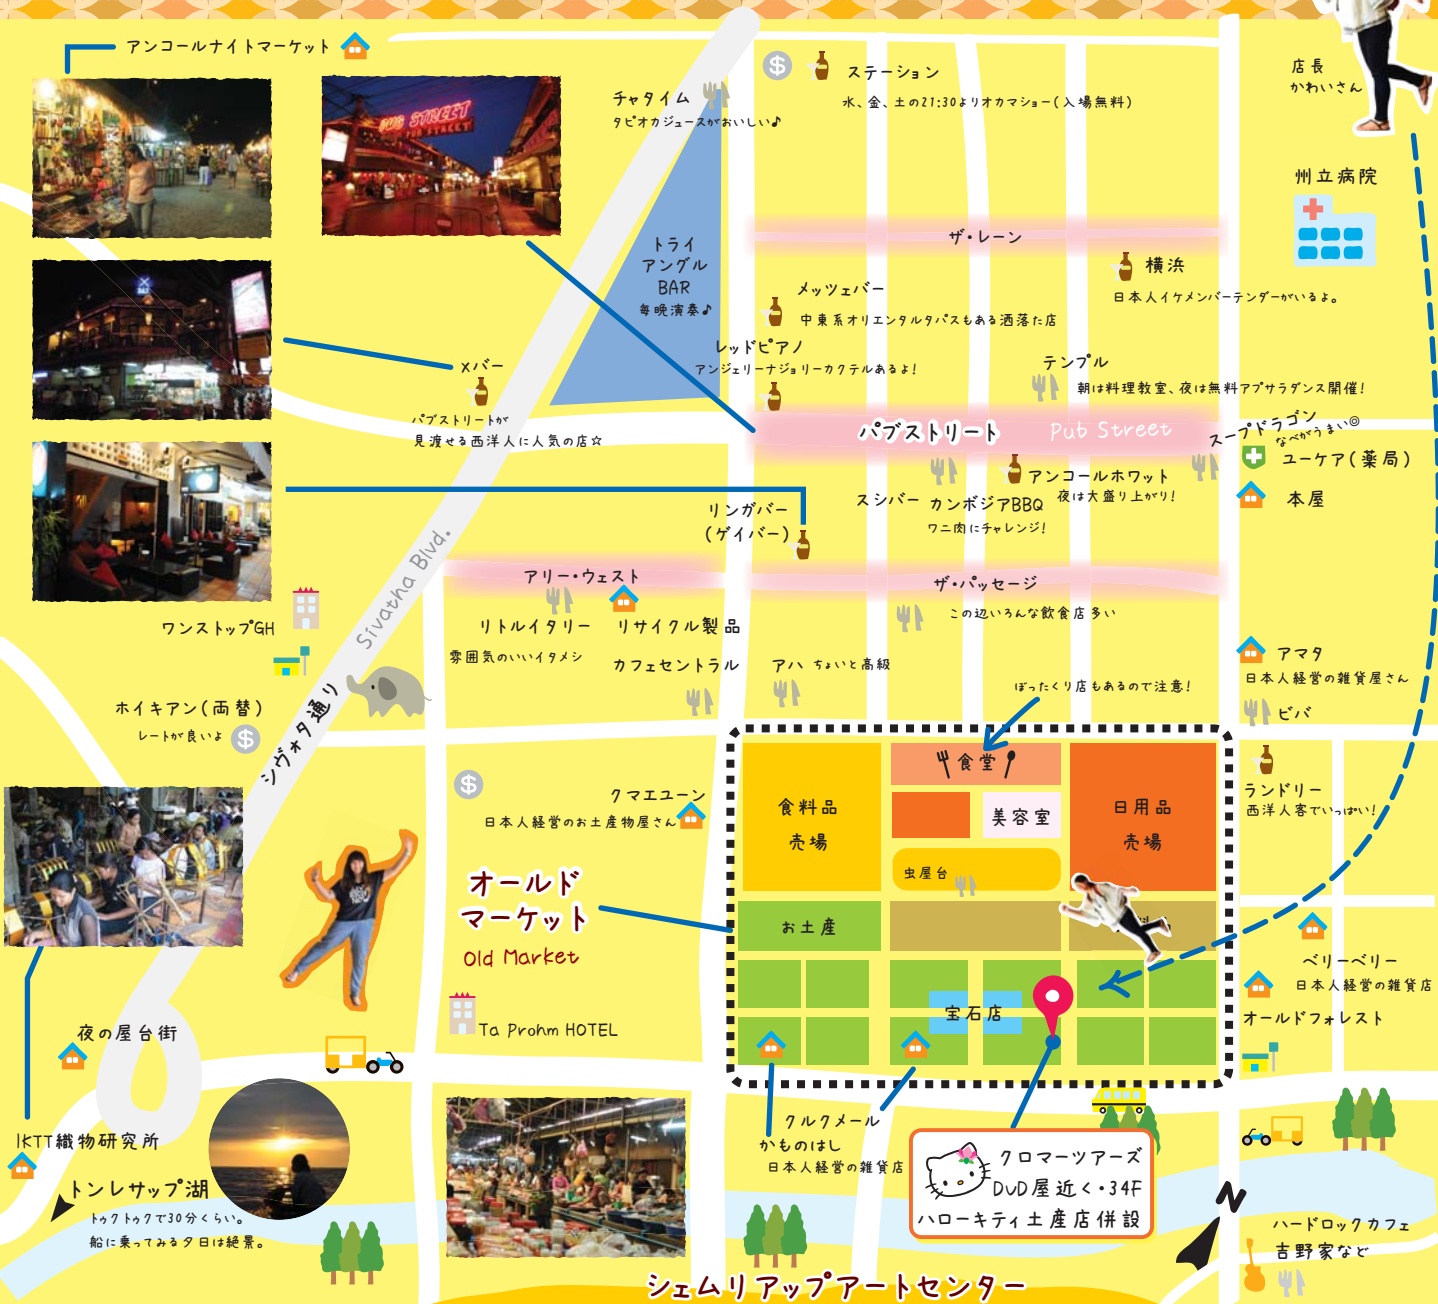 アンコールナイトマーケット
PUB STREET
PUB STREET
チャタイム
タピオカジュースがおいしい♪
ステーション
水、金、土の21:30よりオカマショー(入場無料)
店長
かわいさん
州立病院
トライ
アングル
BAR
毎晩演奏♪
ザ・レーン
横浜
日本人イケメンバーテンダーがいるよ。
メッツェバー
中東系オリエンタルタパスもある洒落た店
レッドピアノ
アンジェリーナジョリーカクテルあるよ!
Xバー
パブストリートが
見渡せる西洋人に人気の店☆
テンプル
朝は料理教室、夜は無料アプサラダンス開催!
パブストリート
Pub Street
スープドラゴン
なべがうまい◎
ユーケア(薬局)
本屋
スシバー
カンボジアBBQ
ワニ肉にチャレンジ!
アンコールホワット
夜は大盛り上がり!
リンガバー
(ゲイバー)
Sivatha Blvd.
シヴォタ通り
アリー・ウェスト
リトルイタリー
雰囲気のいいイタメシ
リサイクル製品
カフェセントラル
アハ ちょいと高級
ザ・パッセージ
この辺いろんな飲食店多い
ワンストップGH
ホイキアン(両替)
レートが良いよ
アマタ
日本人経営の雑貨屋さん
ビバ
ぼったくり店もあるので注意!
ランドリー
西洋人客でいっぱい!
クマエユーン
日本人経営のお土産物屋さん
オールド
マーケット
Old Market
Ta Prohm HOTEL
食堂
食料品
売場
美容室
日用品
売場
虫屋台
お土産
宝石店
ベリーベリー
日本人経営の雑貨店
オールドフォレスト
夜の屋台街
IKTT織物研究所
トンレサップ湖
トゥクトゥクで30分くらい。
船に乗ってみる夕日は絶景。
クルクメール
かものはし
日本人経営の雑貨店
クロマーツアーズ
DVD屋近く・34F
ハローキティ土産店併設
N
ハードロックカフェ
吉野家など
シェムリアップアートセンター